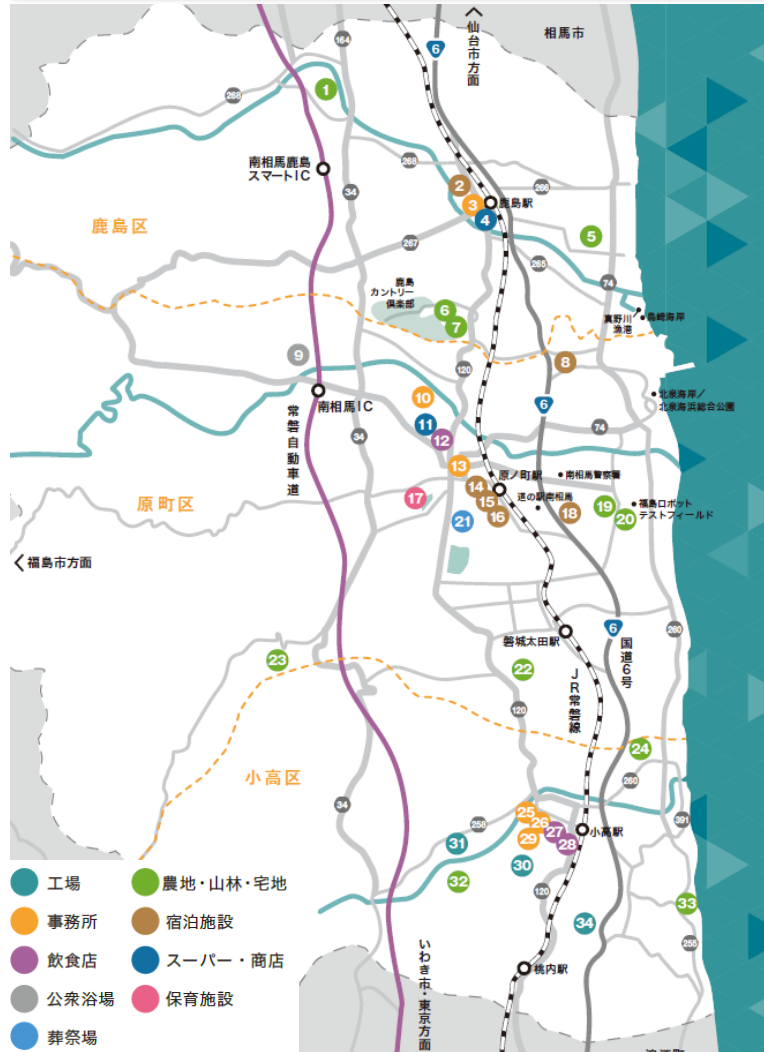 仙台市方面
相馬市
6
164
268
1
南相馬鹿島
スマートIC
34
268
266
2
3
鹿島駅
4
5
鹿島区
267
265
74
鹿島
カントリー
倶楽部
6
7
真野川
漁港
烏崎海岸
8
9
120
10
南相馬IC
6
北泉海岸/
北泉海浜総合公園
11
12
74
常磐自動車道
34
13
原ノ町駅
南相馬警察署
14
15
16
道の駅南相馬
17
18
19
20
福島ロボット
テストフィールド
原町区
21
福島市方面
磐城太田駅
6
国道6号
260
22
23
JR常磐線
120
24
小高区
260
34
25
26
27
28
29
小高駅
391
258
31
30
32
120
33
34
255
桃内駅
いわき市・東京方面
工場
農地・山林・宅地
事務所
宿泊施設
飲食店
スーパー・商店
公衆浴場
保育施設
葬祭場